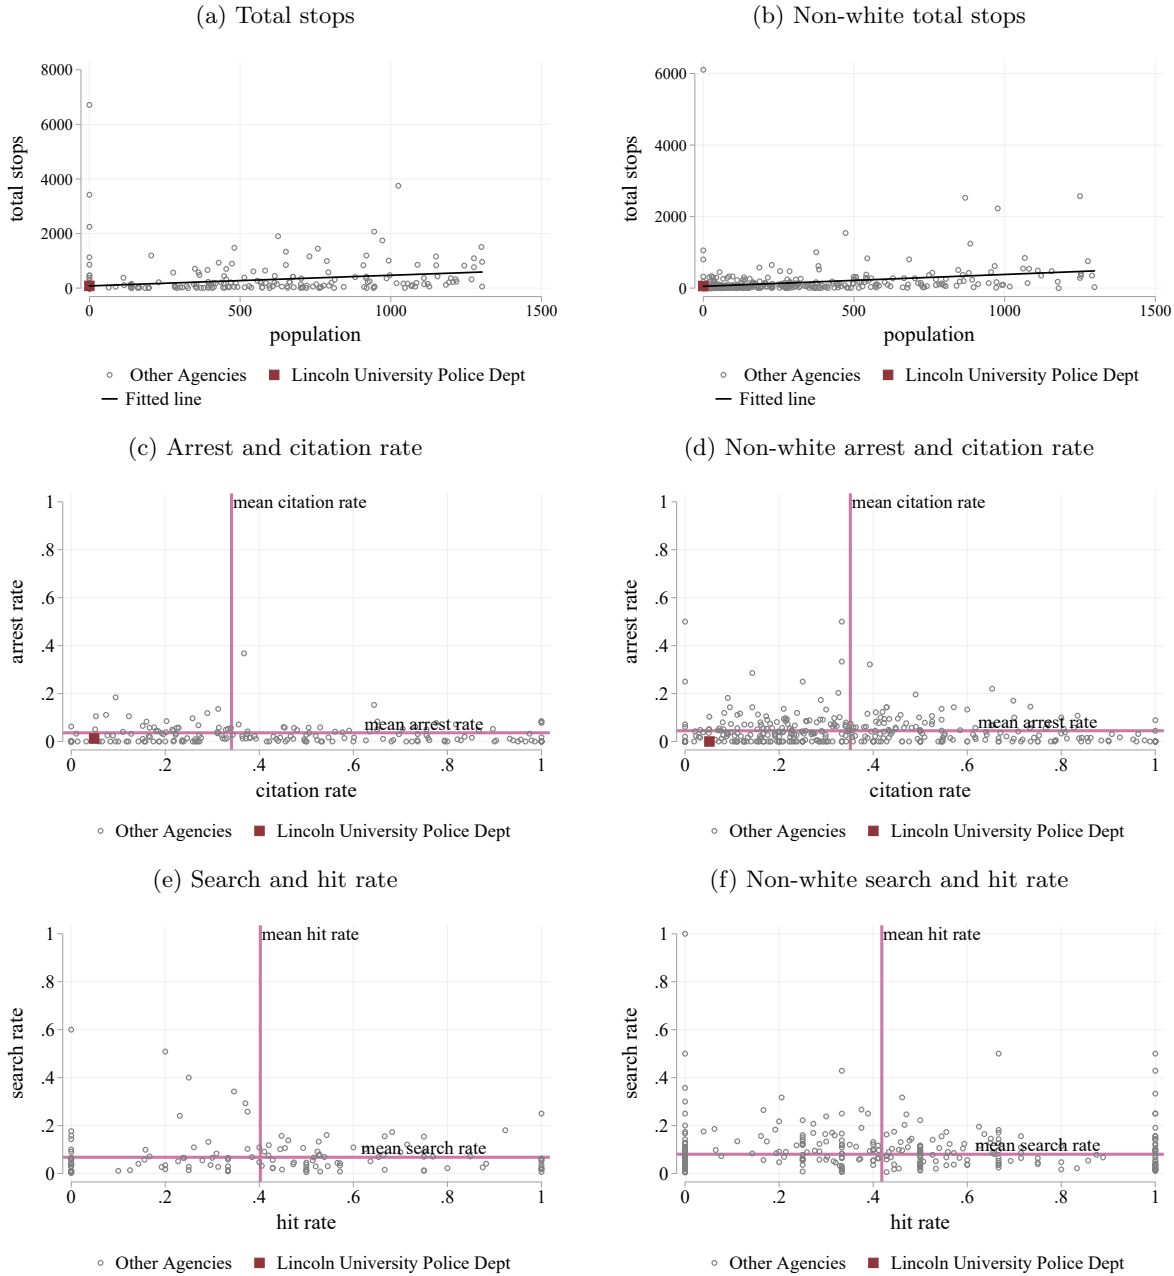 (a) Total stops
(b) Non-white total stops
8000
6000
4000
2000
0
total stops
0 500 1000 1500
population
6000
4000
2000
0
total stops
0 500 1000 1500
population
Other Agencies Lincoln University Police Dept
Fitted line
Other Agencies Lincoln University Police Dept
Fitted line
(c) Arrest and citation rate
(d) Non-white arrest and citation rate
1
.8
.6
.4
.2
0
arrest rate
mean citation rate
mean arrest rate
0 .2 .4 .6 .8 1
citation rate
1
.8
.6
.4
.2
0
arrest rate
mean citation rate
mean arrest rate
0 .2 .4 .6 .8 1
citation rate
Other Agencies Lincoln University Police Dept
Other Agencies Lincoln University Police Dept
(e) Search and hit rate
(f) Non-white search and hit rate
1
.8
.6
.4
.2
0
search rate
mean hit rate
mean search rate
0 .2 .4 .6 .8 1
hit rate
1
.8
.6
.4
.2
0
search rate
mean hit rate
mean search rate
0 .2 .4 .6 .8 1
hit rate
Other Agencies Lincoln University Police Dept
Other Agencies Lincoln University Police Dept